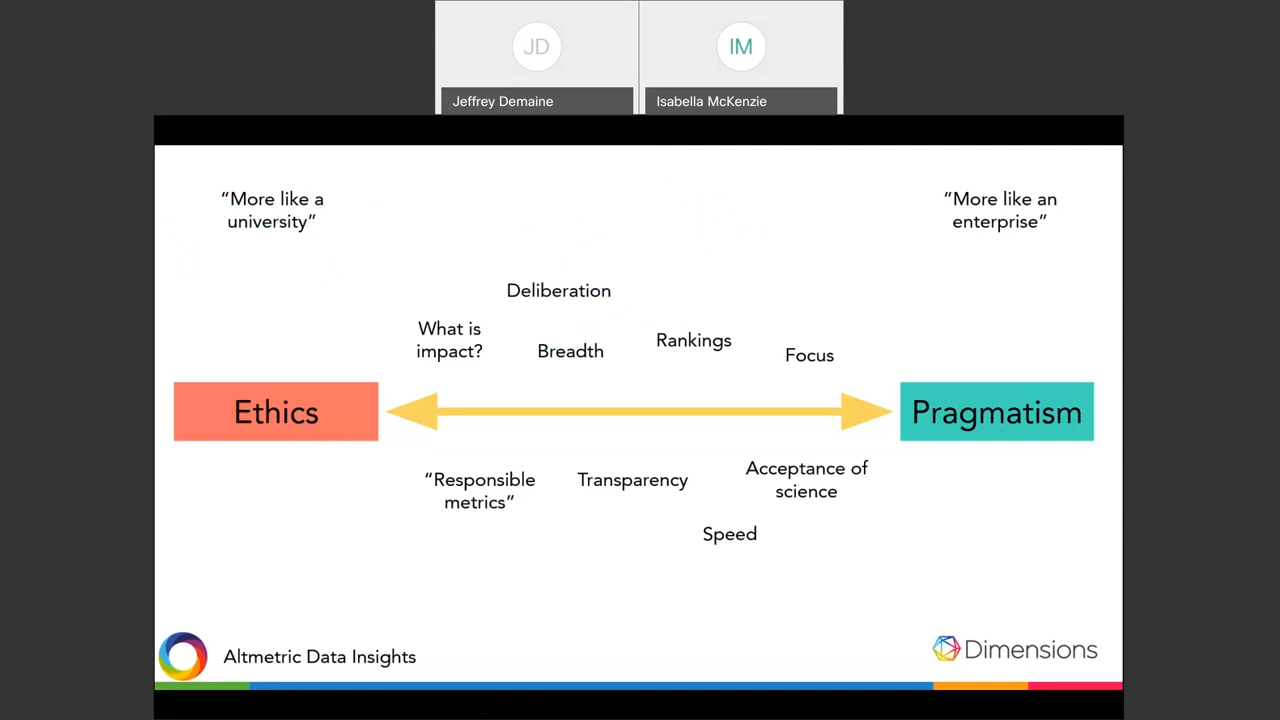 JD
IM
Jeffrey Demaine
Isabella McKenzie
“More like a
university”
“More like an
enterprise”
Deliberation
What is
impact?
Breadth
Rankings
Focus
Ethics
Pragmatism
“Responsible
metrics”
Transparency
Acceptance of
science
Speed
Altmetric Data Insights
Dimensions